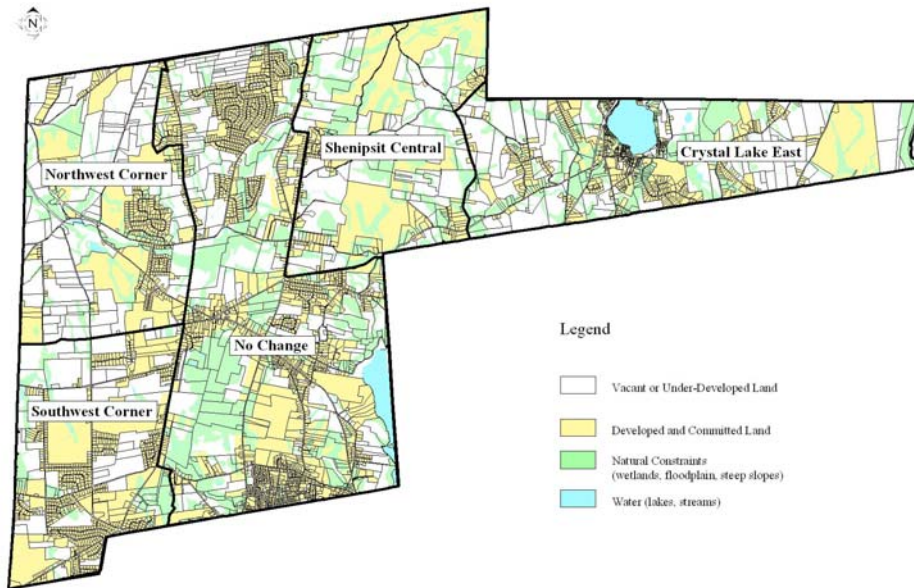 N
Shenipsit Central
Crystal Lake East
Northwest Corner
No Change
Southwest Corner
Legend
Vacant or Under-Developed Land
Developed and Committed Land
Natural Constraints
(wetlands, floodplain, steep slopes)
Water (lakes, streams)